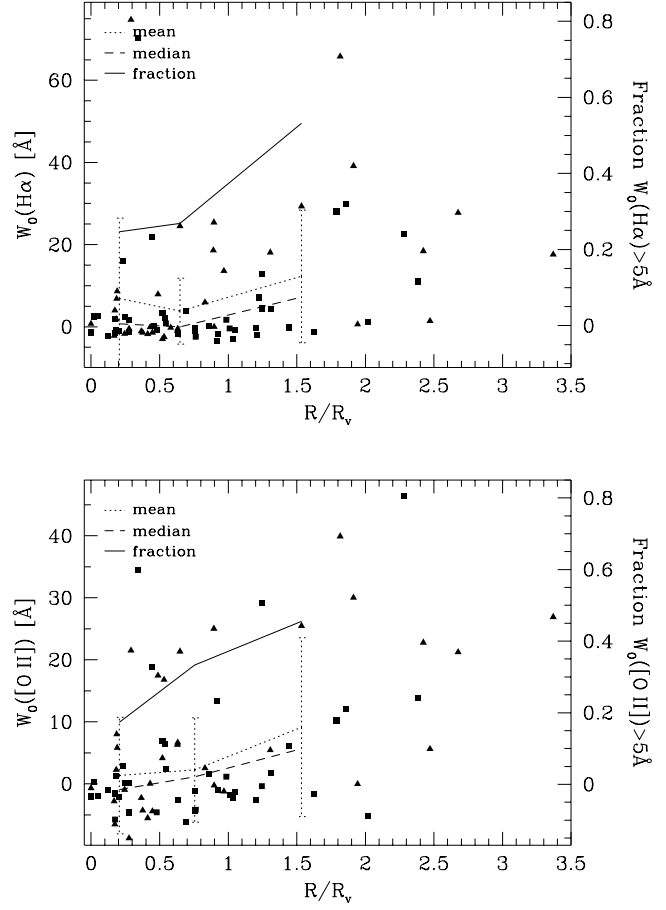 mean
median
fraction
60
40
20
0
W₀(Hα) [Å]
0.8
0.6
0.4
0.2
0
Fraction W₀(Hα)>5Å
0 0.5 1 1.5 2 2.5 3 3.5
R/Rᵥ
mean
median
fraction
40
30
20
10
0
W₀([O II]) [Å]
0.8
0.6
0.4
0.2
0
Fraction W₀([O II])>5Å
0 0.5 1 1.5 2 2.5 3 3.5
R/Rᵥ